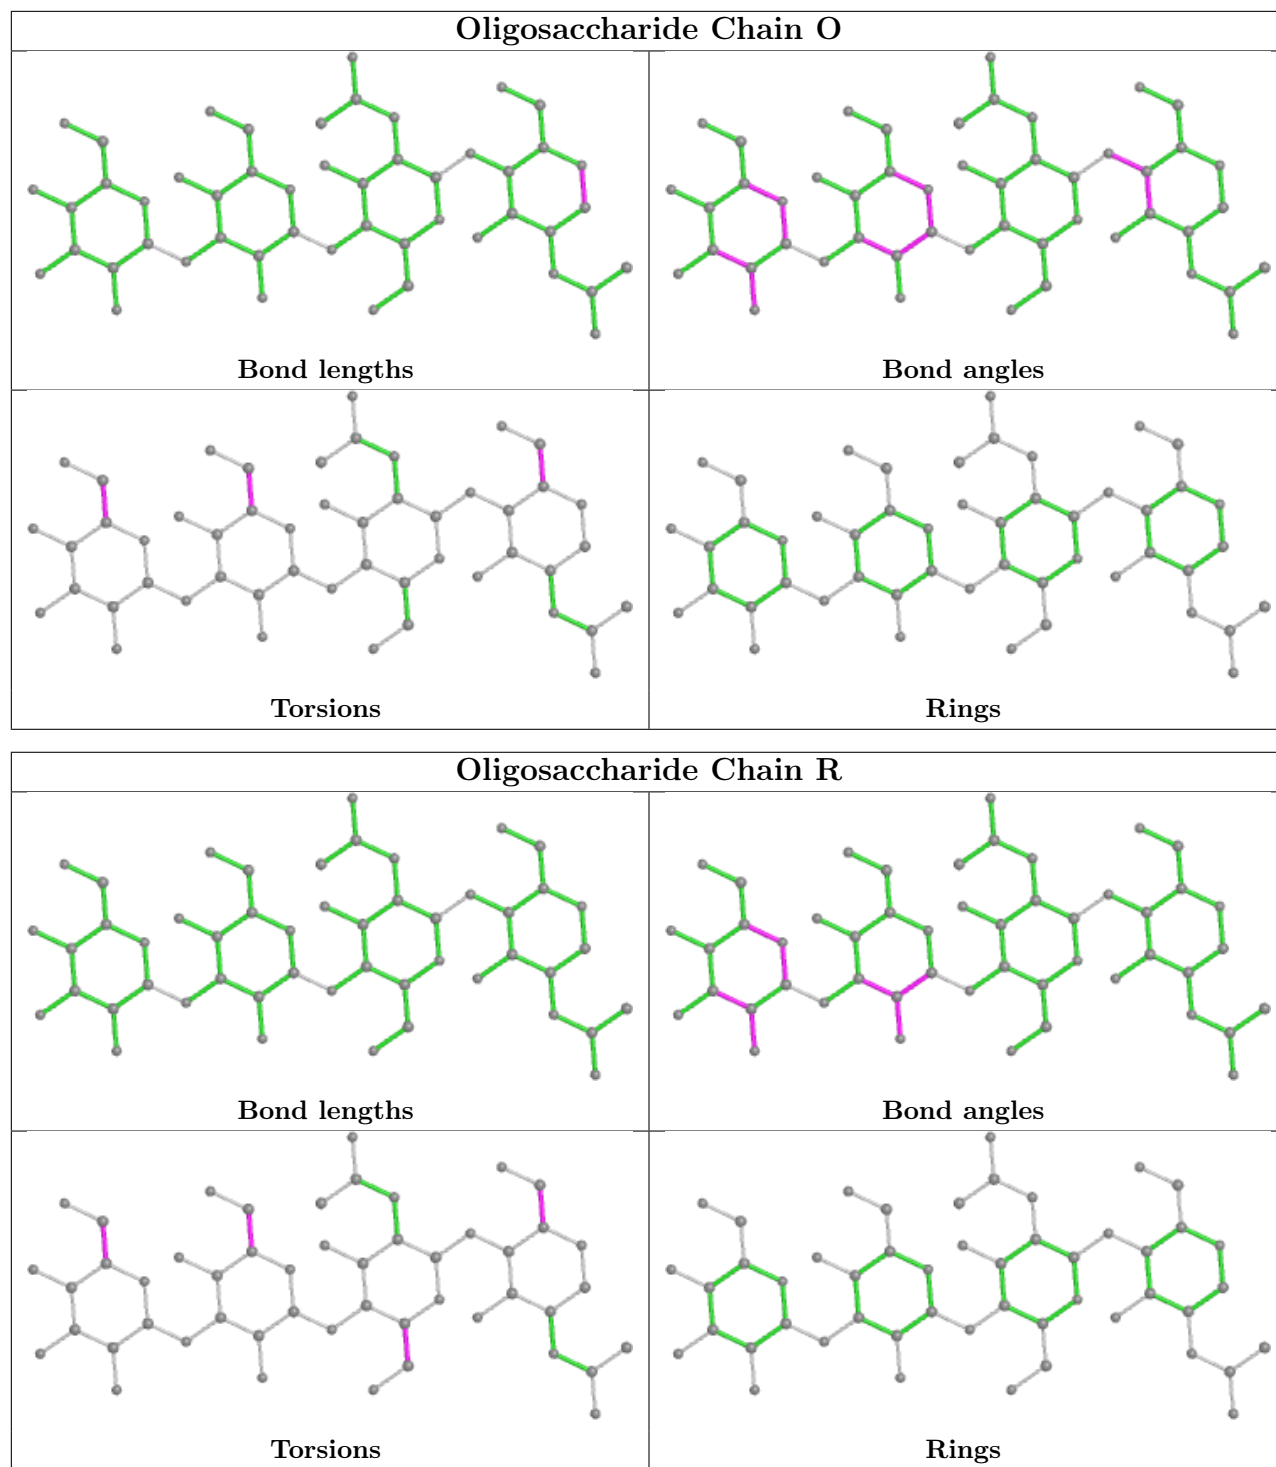 Oligosaccharide Chain O
Bond lengths
Bond angles
Torsions
Rings
Oligosaccharide Chain R
Bond lengths
Bond angles
Torsions
Rings